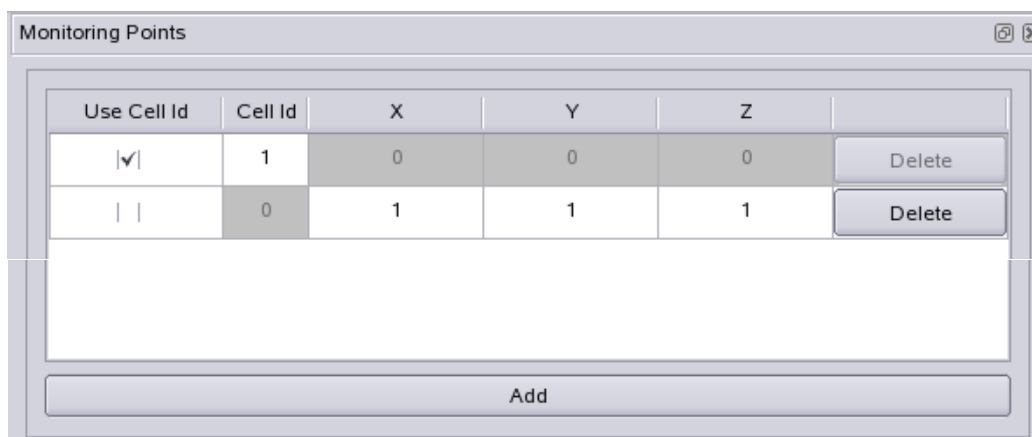 Monitoring Points
Use Cell Id Cell Id X Y Z
1 0 0 0 Delete
0 1 1 1 Delete
Add